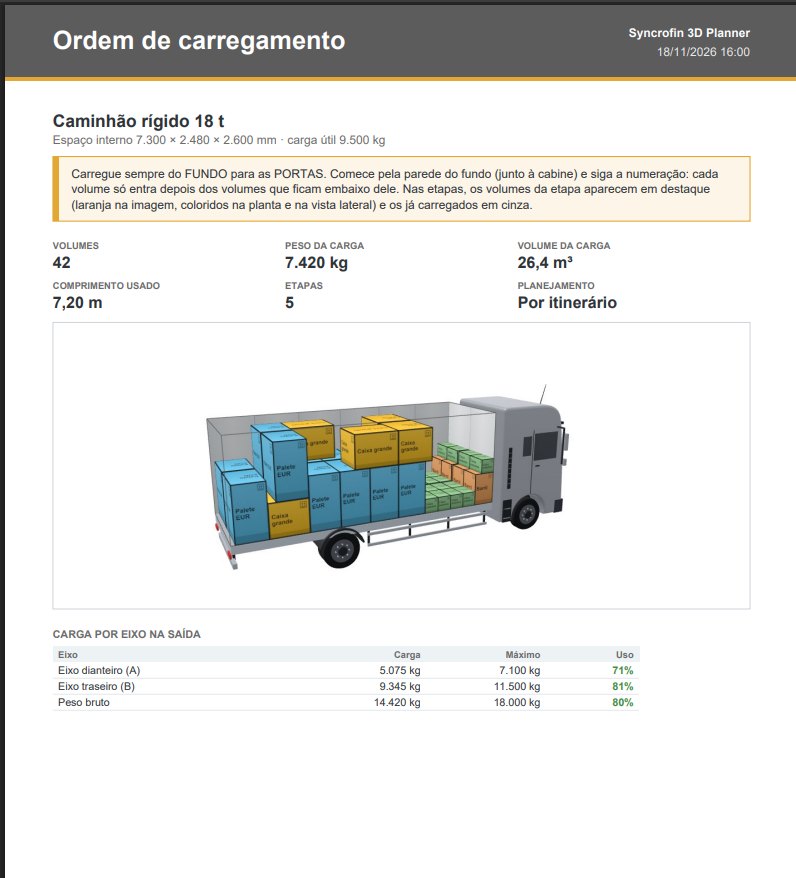 Ordem de carregamento
Syncrofin 3D Planner
18/11/2026 16:00
Caminhão rígido 18 t
Espaço interno 7.300 × 2.480 × 2.600 mm · carga útil 9.500 kg
Carregue sempre do FUNDO para as PORTAS. Comece pela parede do fundo (junto à cabine) e siga a numeração: cada
volume só entra depois dos volumes que ficam embaixo dele. Nas etapas, os volumes da etapa aparecem em destaque
(laranja na imagem, coloridos na planta e na vista lateral) e os já carregados em cinza.
VOLUMES PESO DA CARGA VOLUME DA CARGA
42 7.420 kg 26,4 m³
COMPRIMENTO USADO ETAPAS PLANEJAMENTO
7,20 m 5 Por itinerário
grande
Caixa grande
Caixa
grande
Palete
EUR
Palete
EUR
Palete
EUR
Palete
EUR
Palete
EUR
Palete
EUR
Caixa
grande
CARGA POR EIXO NA SAÍDA
Eixo Carga Máximo Uso
Eixo dianteiro (A) 5.075 kg 7.100 kg 71%
Eixo traseiro (B) 9.345 kg 11.500 kg 81%
Peso bruto 14.420 kg 18.000 kg 80%